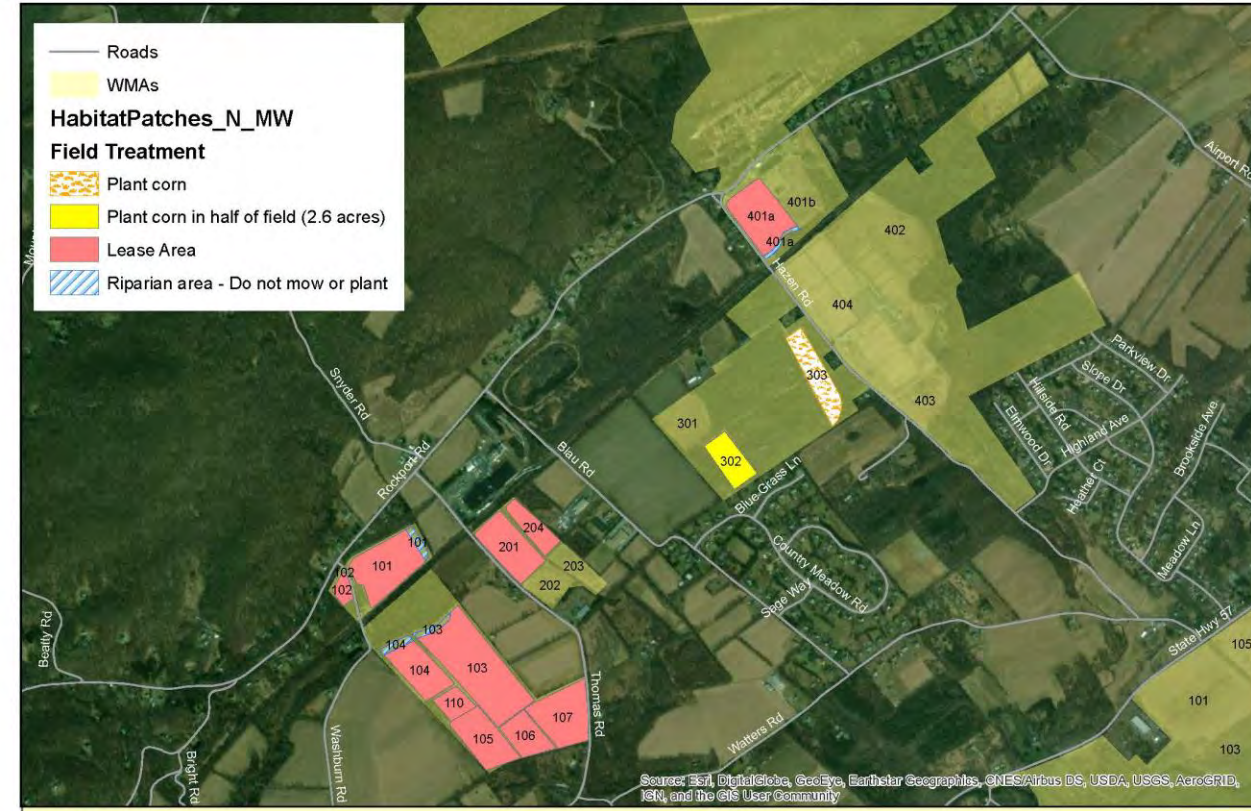 Roads
WMAs
HabitatPatches_N_MW
Field Treatment
Plant corn
Plant corn in half of field (2.6 acres)
Lease Area
Riparian area - Do not mow or plant
Airport Rd
401a
401b
401a
402
Hazen Rd
404
303
403
301
302
Parkview Dr
Slope Dr
Hillside Rd
Elmwood Dr
Highland Ave
Heathe Ct
Brookside Ave
Meadow Ln
Snyder Rd
Rockport Rd
Blau Rd
Blue Grass Ln
Country Meadow Rd
Sage Way
State Hwy 57
204
201
203
202
101
101
102
102
103
104
104
103
110
105
106
107
Thomas Rd
Washburn Rd
Watters Rd
Beatty Rd
Bright Rd
105
101
103
Source: Esri, DigitalGlobe, GeoEye, Earthstar Geographics, CNES/Airbus DS, USDA, USGS, AeroGRID,
IGN, and the GIS User Community